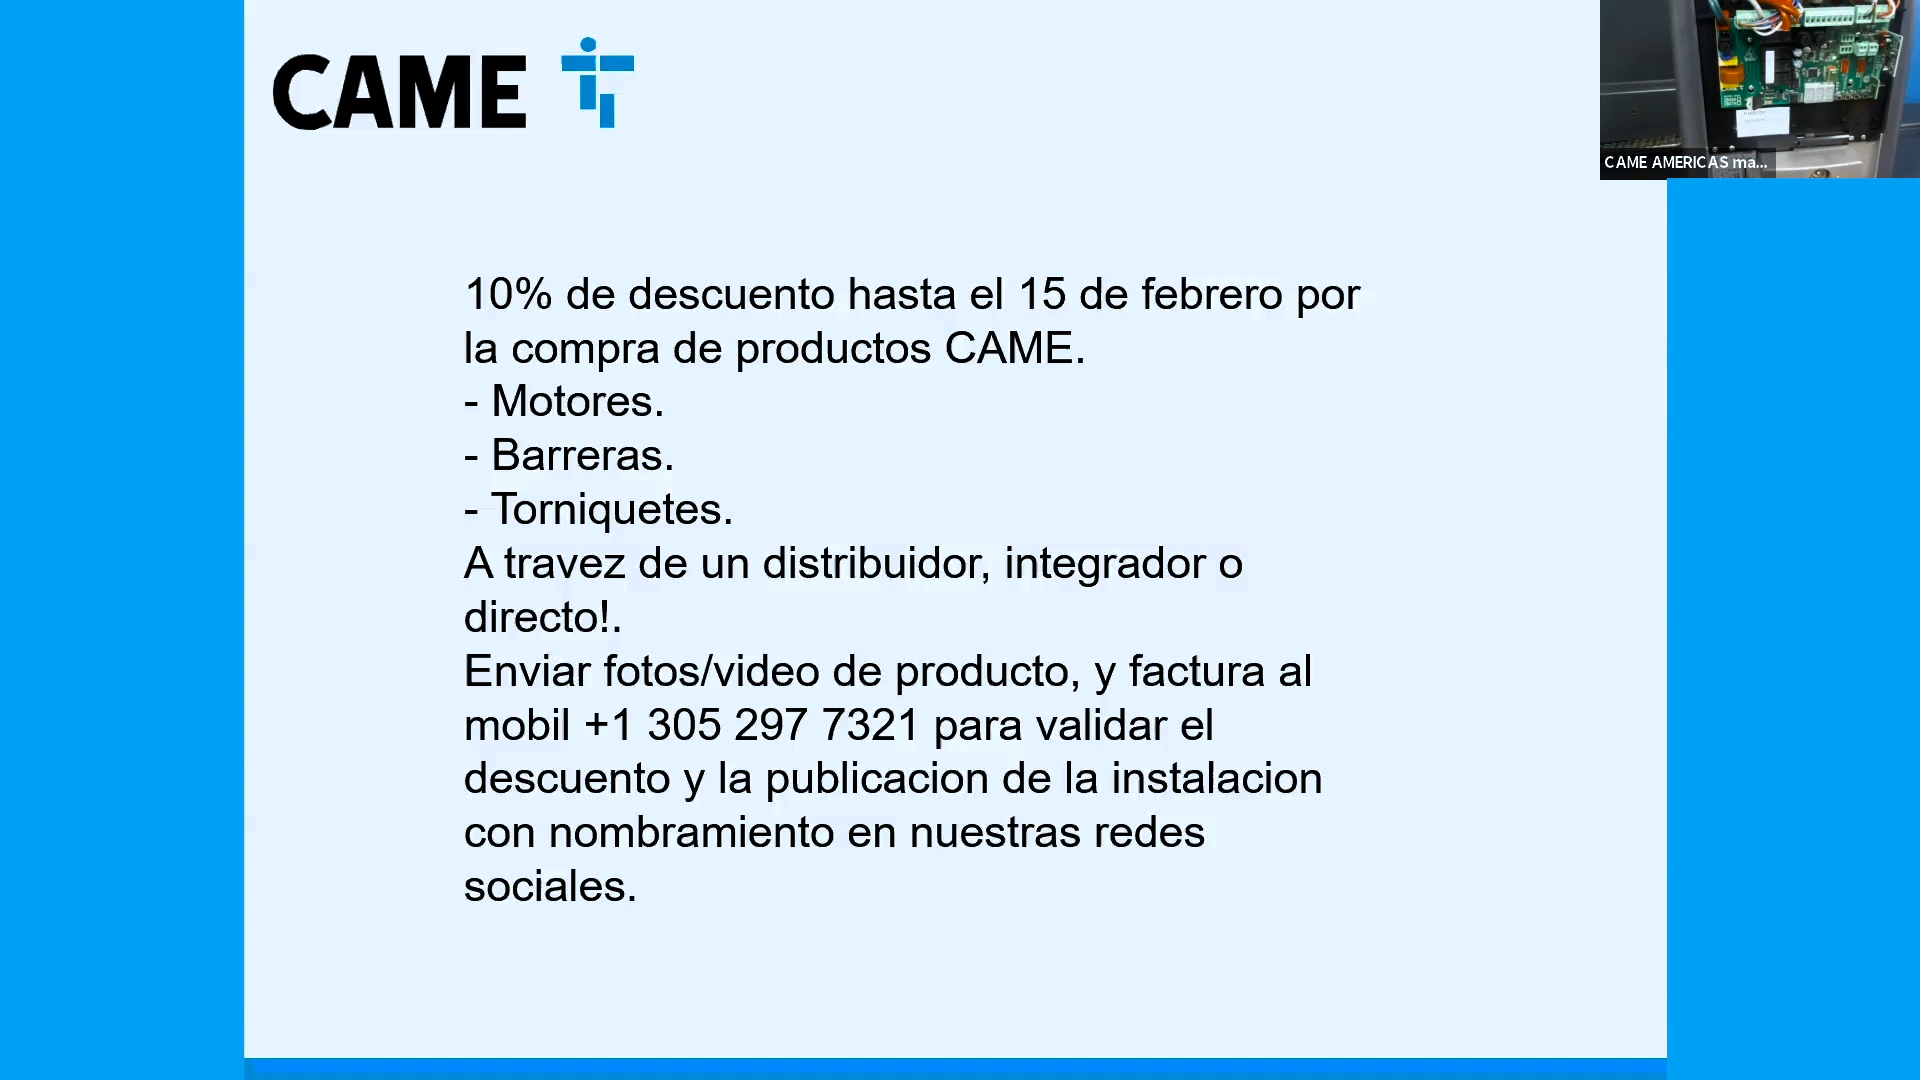 CAME
CAME AMERICAS ma...
10% de descuento hasta el 15 de febrero por
la compra de productos CAME.
- Motores.
- Barreras.
- Torniquetes.
A travez de un distribuidor, integrador o
directo!.
Enviar fotos/video de producto, y factura al
mobil +1 305 297 7321 para validar el
descuento y la publicacion de la instalacion
con nombramiento en nuestras redes
sociales.